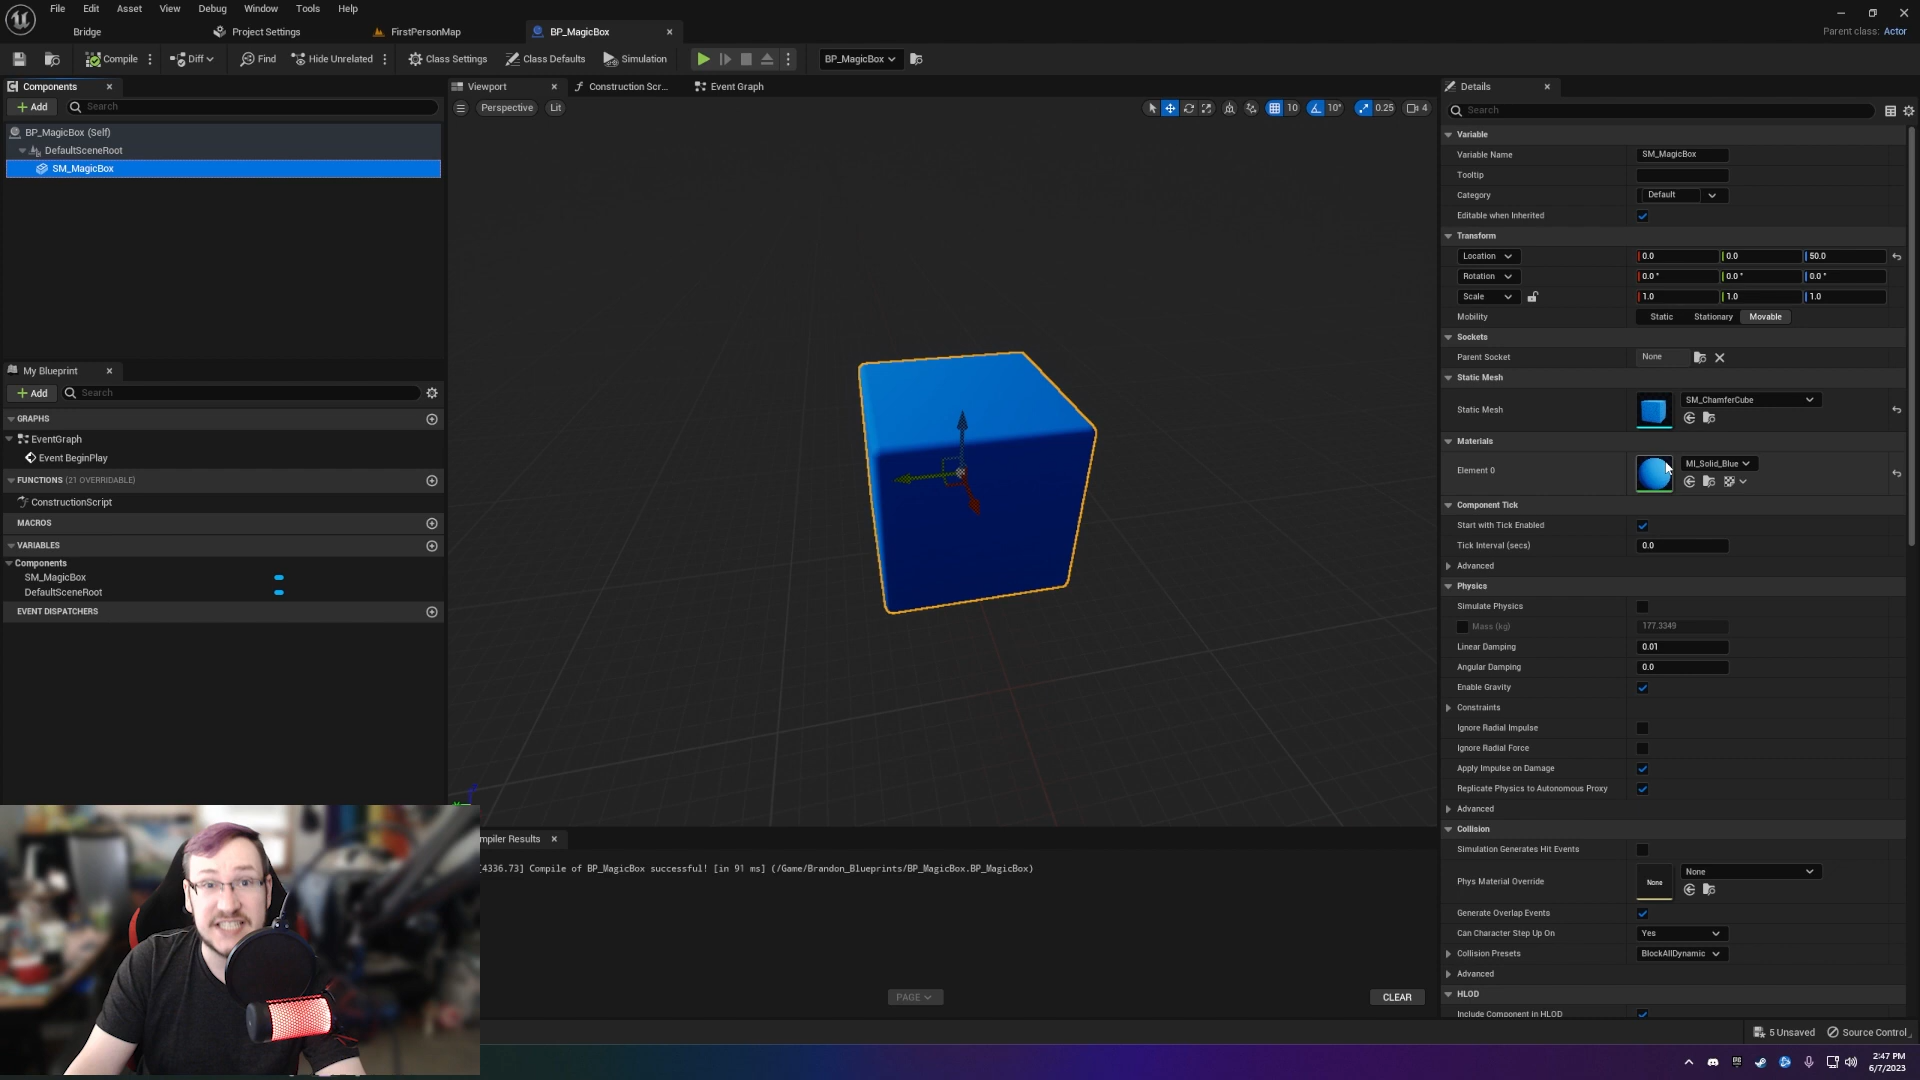 File Edit Asset View Debug Window Tools Help
Bridge Project Settings FirstPersonMap BP_MagicBox
Parent class: Actor
Compile Diff Find Hide Unrelated Class Settings Class Defaults Simulation BP_MagicBox
Components
Add Search
BP_MagicBox (Self)
DefaultSceneRoot
SM_MagicBox
My Blueprint
Add Search
GRAPHS
EventGraph
Event BeginPlay
FUNCTIONS (21 OVERRIDABLE)
ConstructionScript
MACROS
VARIABLES
Components
SM_MagicBox
DefaultSceneRoot
EVENT DISPATCHERS
Viewport Construction Scr... Event Graph
Perspective Lit 10 10° 0.25 4
mpiler Results
[4336.73] Compile of BP_MagicBox successful! [in 91 ms] (/Game/Brandon_Blueprints/BP_MagicBox.BP_MagicBox)
PAGE CLEAR
Details
Search
Variable
Variable Name SM_MagicBox
Tooltip
Category Default
Editable when Inherited
Transform
Location 0.0 0.0 50.0
Rotation 0.0 ° 0.0 ° 0.0 °
Scale 1.0 1.0 1.0
Mobility Static Stationary Movable
Sockets
Parent Socket None
Static Mesh
Static Mesh SM_ChamferCube
Materials
Element 0 MI_Solid_Blue
Component Tick
Start with Tick Enabled
Tick Interval (secs) 0.0
Advanced
Physics
Simulate Physics
Mass (kg) 177.3349
Linear Damping 0.01
Angular Damping 0.0
Enable Gravity
Constraints
Ignore Radial Impulse
Ignore Radial Force
Apply Impulse on Damage
Replicate Physics to Autonomous Proxy
Advanced
Collision
Simulation Generates Hit Events
Phys Material Override None None
Generate Overlap Events
Can Character Step Up On Yes
Collision Presets BlockAllDynamic
Advanced
HLOD
Include Component in HLOD
5 Unsaved Source Control
2:47 PM
6/7/2023